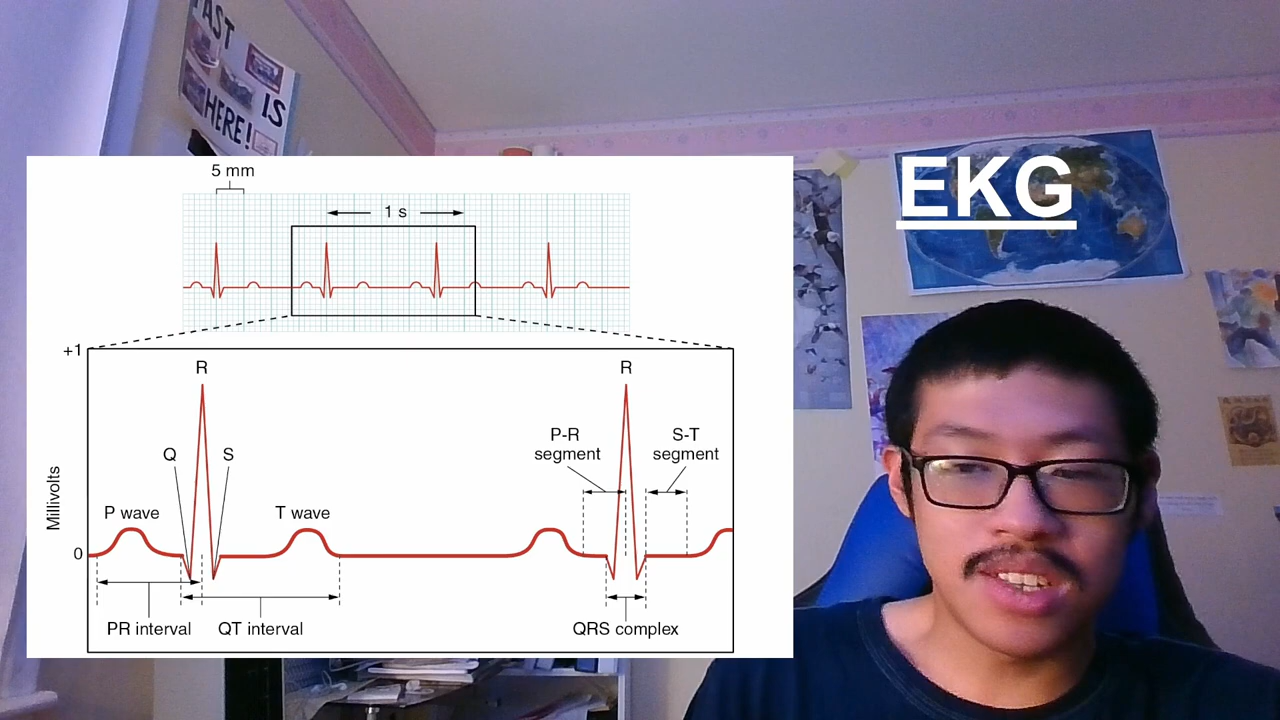 FAST
IS
HERE!
EKG
5 mm
1 s
+1
R
R
P-R
segment
S-T
segment
Q
S
Millivolts
P wave
T wave
0
PR interval
QT interval
QRS complex